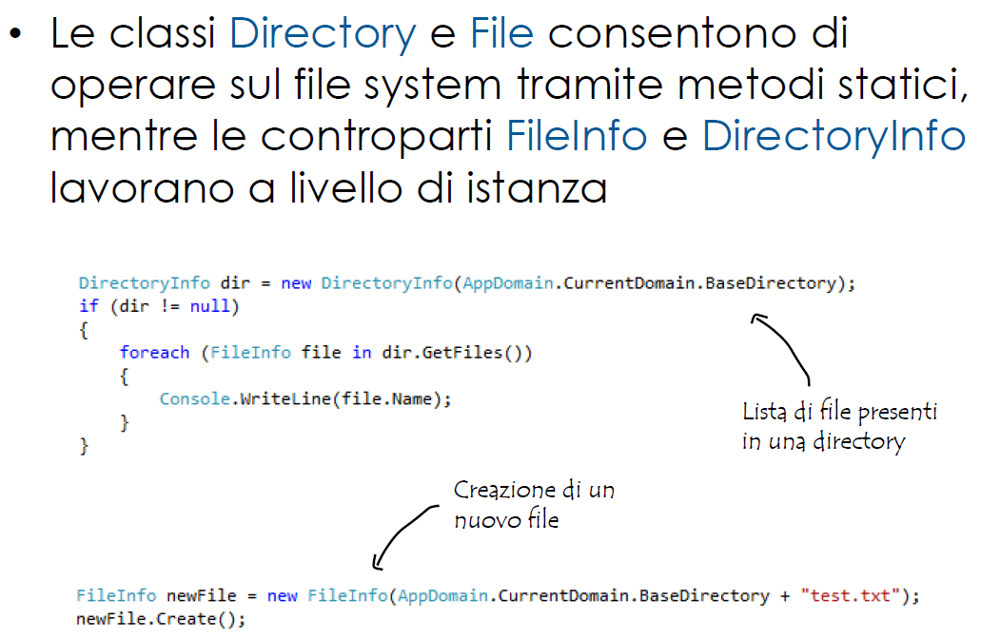 • Le classi Directory e File consentono di
operare sul file system tramite metodi statici,
mentre le controparti FileInfo e DirectoryInfo
lavorano a livello di istanza
DirectoryInfo dir = new DirectoryInfo(AppDomain.CurrentDomain.BaseDirectory);
if (dir != null)
{
foreach (FileInfo file in dir.GetFiles())
{
Console.WriteLine(file.Name);
}
}
Lista di file presenti
in una directory
Creazione di un
nuovo file
FileInfo newFile = new FileInfo(AppDomain.CurrentDomain.BaseDirectory + "test.txt");
newFile.Create();